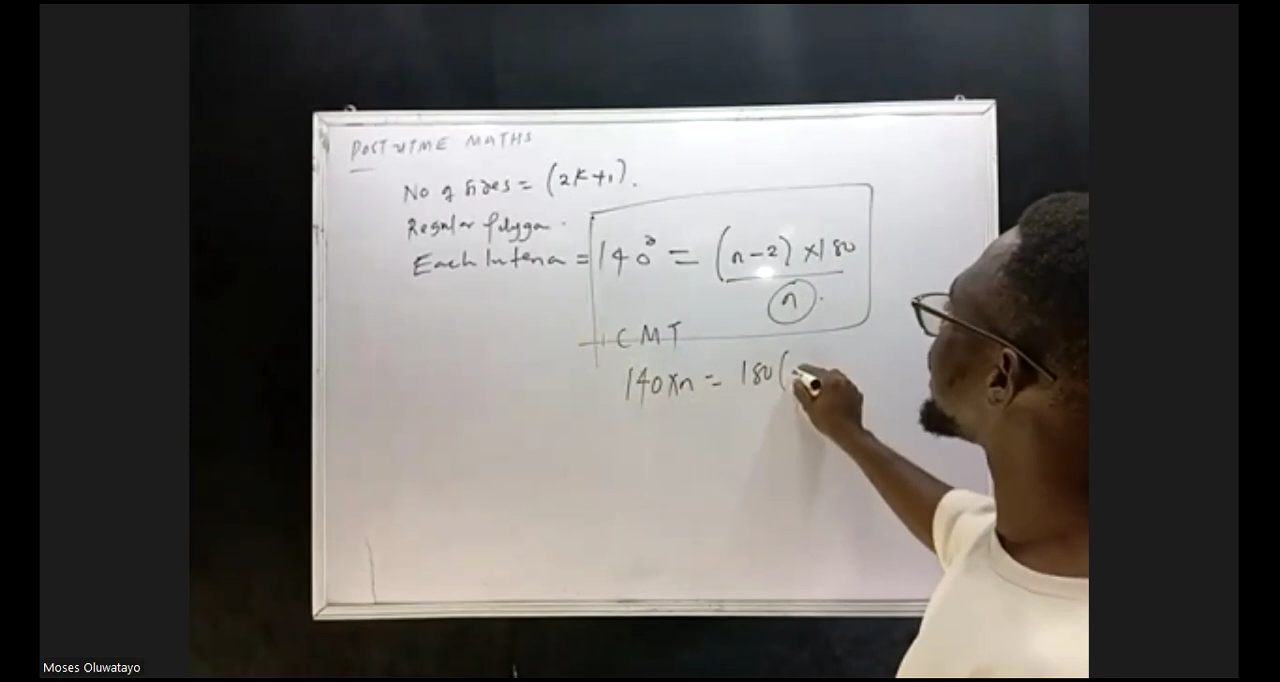 POST UTME MATHS
No of sides = (2K+1).
Regular Polygon.
Each Interna = 140° = (n-2) ×180
n.
CMT
140×n = 180(
Moses Oluwatayo